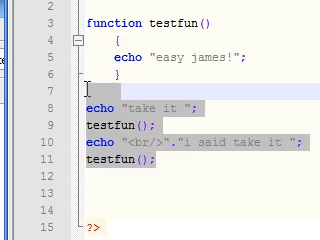 2
3 function testfun()
4 {
5 echo "easy james!";
6 }
7
8 echo "take it ";
9 testfun();
10 echo "<br/>"."i said take it ";
11 testfun();
12
13
14
15 ?>